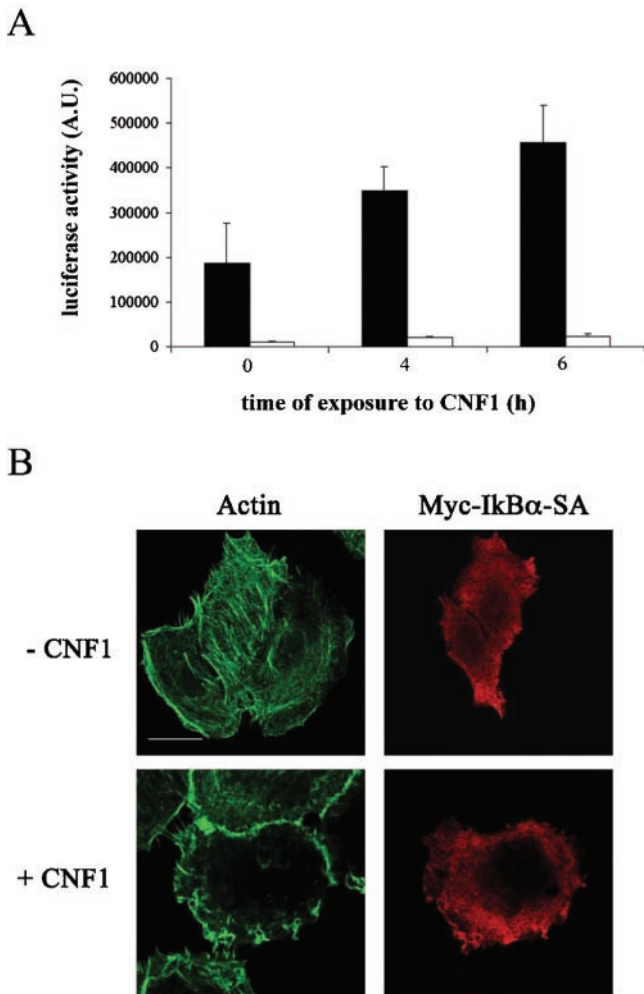 A
luciferase activity (A.U.)
600000
500000
400000
300000
200000
100000
0
0 4 6
time of exposure to CNF1 (h)
B
Actin Myc-IkBα-SA
- CNF1
+ CNF1